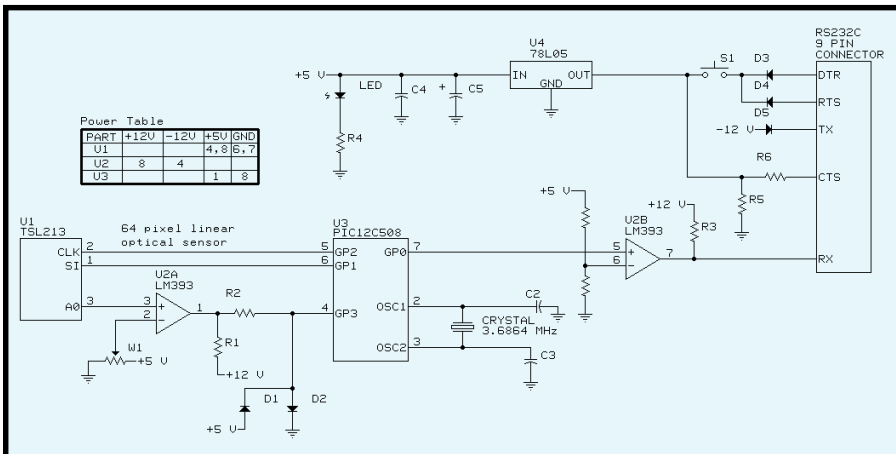 RS232C
9 PIN
CONNECTOR
U4
78L05
S1
D3
+5 V
LED
C4
+
C5
IN
OUT
GND
DTR
D4
RTS
D5
-12 V
TX
R4
R6
CTS
R5
Power Table
PART +12V -12V +5V GND
U1 4,8 6,7
U2 8 4
U3 1 8
+5 V
+12 V
U2B
LM393
R3
U1
TSL213
64 pixel linear
optical sensor
U3
PIC12C508
CLK 2
5 GP2
GP0 7
5 +
6 -
7
RX
SI 1
6 GP1
U2A
LM393
A0 3
3 +
2 -
1
R2
4 GP3
OSC1 2
C2
CRYSTAL
3.6864 MHz
OSC2 3
C3
W1
+5 V
R1
+12 V
D1
D2
+5 V